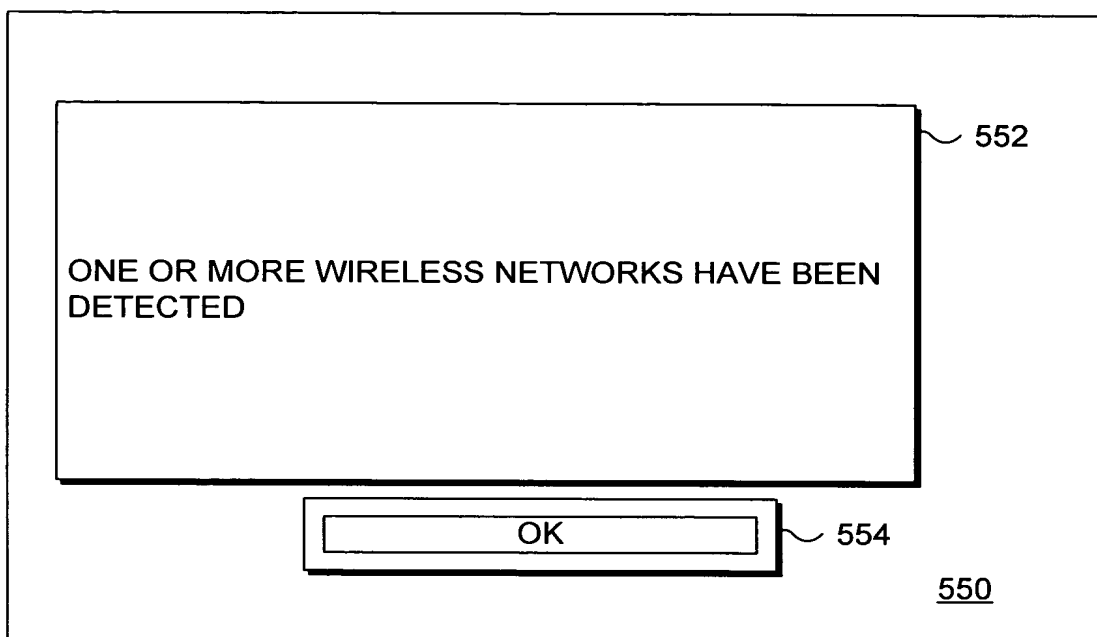 552
ONE OR MORE WIRELESS NETWORKS HAVE BEEN
DETECTED
OK
554
550